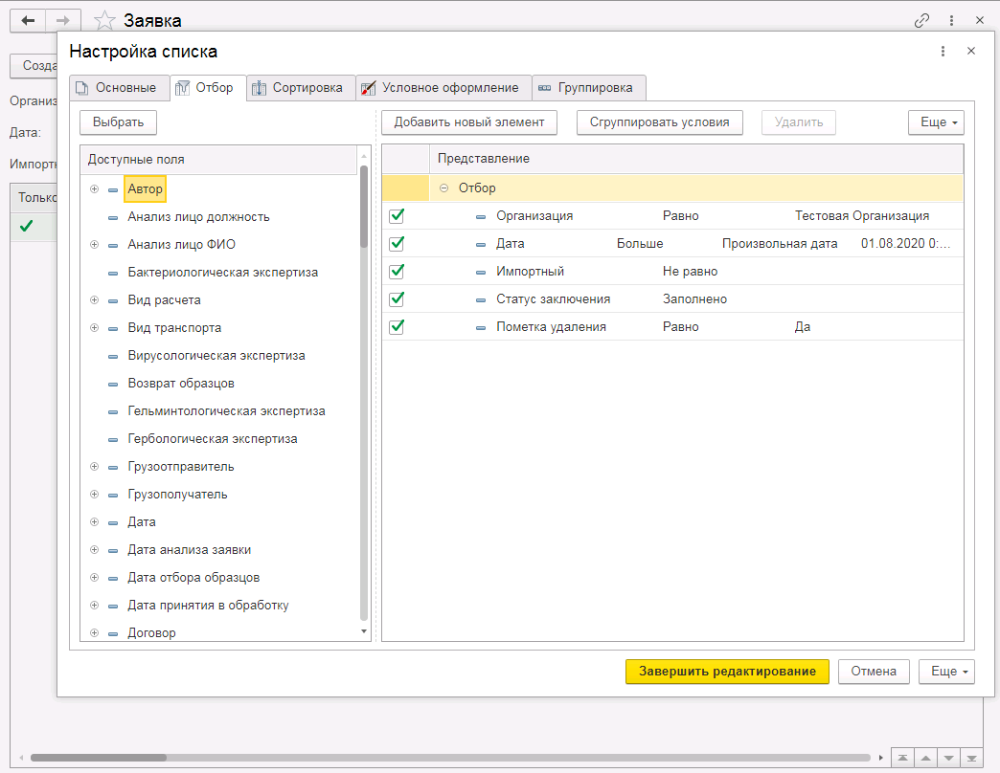 Заявка
Настройка списка
Созда
Организ
Дата:
Импортн
Только
Основные
Отбор
Сортировка
Условное оформление
Группировка
Выбрать
Добавить новый элемент
Сгруппировать условия
Удалить
Еще
Доступные поля
Автор
Анализ лицо должность
Анализ лицо ФИО
Бактериологическая экспертиза
Вид расчета
Вид транспорта
Вирусологическая экспертиза
Возврат образцов
Гельминтологическая экспертиза
Гербологическая экспертиза
Грузоотправитель
Грузополучатель
Дата
Дата анализа заявки
Дата отбора образцов
Дата принятия в обработку
Договор
Представление
Отбор
Организация Равно Тестовая Организация
Дата Больше Произвольная дата 01.08.2020 0:...
Импортный Не равно
Статус заключения Заполнено
Пометка удаления Равно Да
Завершить редактирование
Отмена
Еще